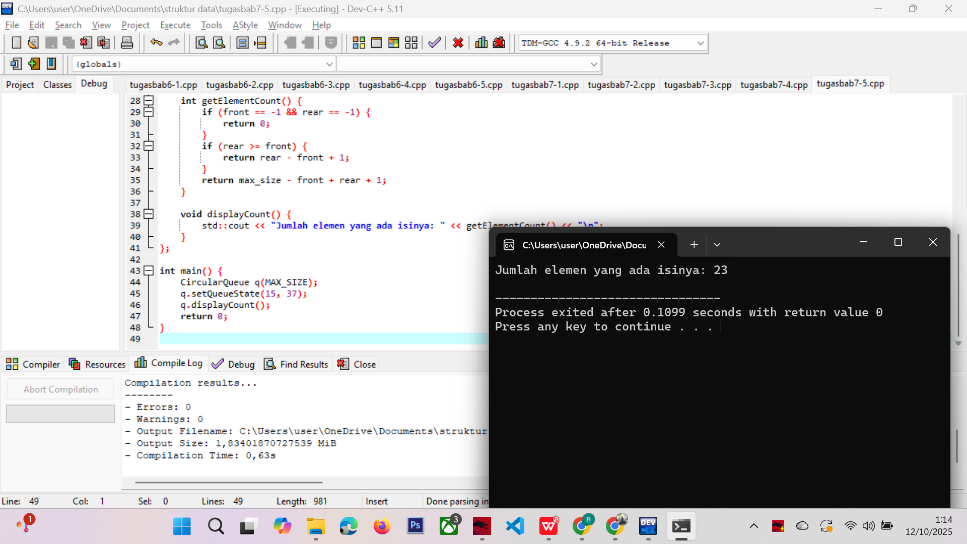 C:\Users\user\OneDrive\Documents\struktur data\tugasbab7-5.cpp - [Executing] - Dev-C++ 5.11
File Edit Search View Project Execute Tools AStyle Window Help
TDM-GCC 4.9.2 64-bit Release
(globals)
Project Classes Debug
tugasbab6-1.cpp tugasbab6-2.cpp tugasbab6-3.cpp tugasbab6-4.cpp tugasbab6-5.cpp tugasbab7-1.cpp tugasbab7-2.cpp tugasbab7-3.cpp tugasbab7-4.cpp tugasbab7-5.cpp
28 int getElementCount() {
29 if (front == -1 && rear == -1) {
30 return 0;
31 }
32 if (rear >= front) {
33 return rear - front + 1;
34 }
35 return max_size - front + rear + 1;
36 }
37
38 void displayCount() {
39 std::cout << "Jumlah elemen yang ada isinya: " << getElementCount() << "\n";
40 }
41 };
42
43 int main() {
44 CircularQueue q(MAX_SIZE);
45 q.setQueueState(15, 37);
46 q.displayCount();
47 return 0;
48 }
49
C:\Users\user\OneDrive\Docu
Jumlah elemen yang ada isinya: 23
--------------------------------
Process exited after 0.1099 seconds with return value 0
Press any key to continue . . .
Compiler Resources Compile Log Debug Find Results Close
Abort Compilation
Compilation results...
--------
- Errors: 0
- Warnings: 0
- Output Filename: C:\Users\user\OneDrive\Documents\struktur
- Output Size: 1,83401870727539 MiB
- Compilation Time: 0,63s
Line: 49 Col: 1 Sel: 0 Lines: 49 Length: 981 Insert Done parsing in
1
Ps
3
R
DEV
1:14
12/10/2025